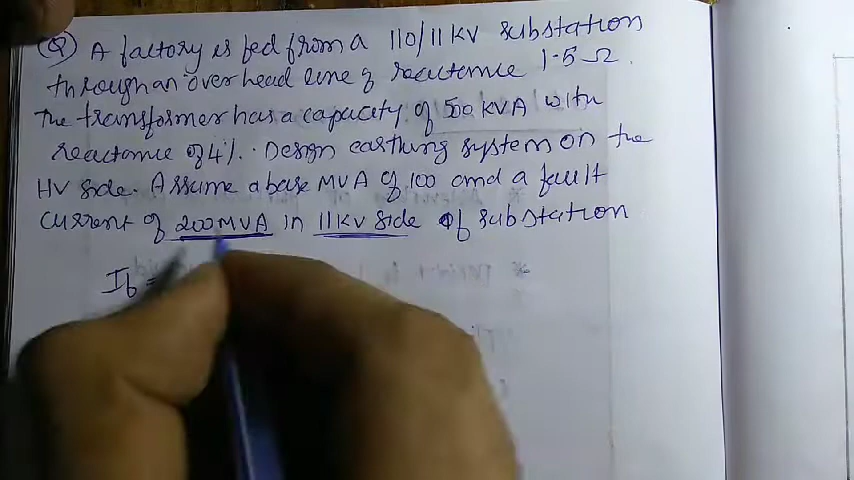 (Q) A factory is fed from a 110/11 KV substation
through an over head line of reactance 1.5 Ω.
The transformer has a capacity of 500 KVA with
reactance of 4%. Design earthing system on the
HV side. Assume a base MVA of 100 and a fault
current of 200 MVA in 11 KV side of substation
Ib =